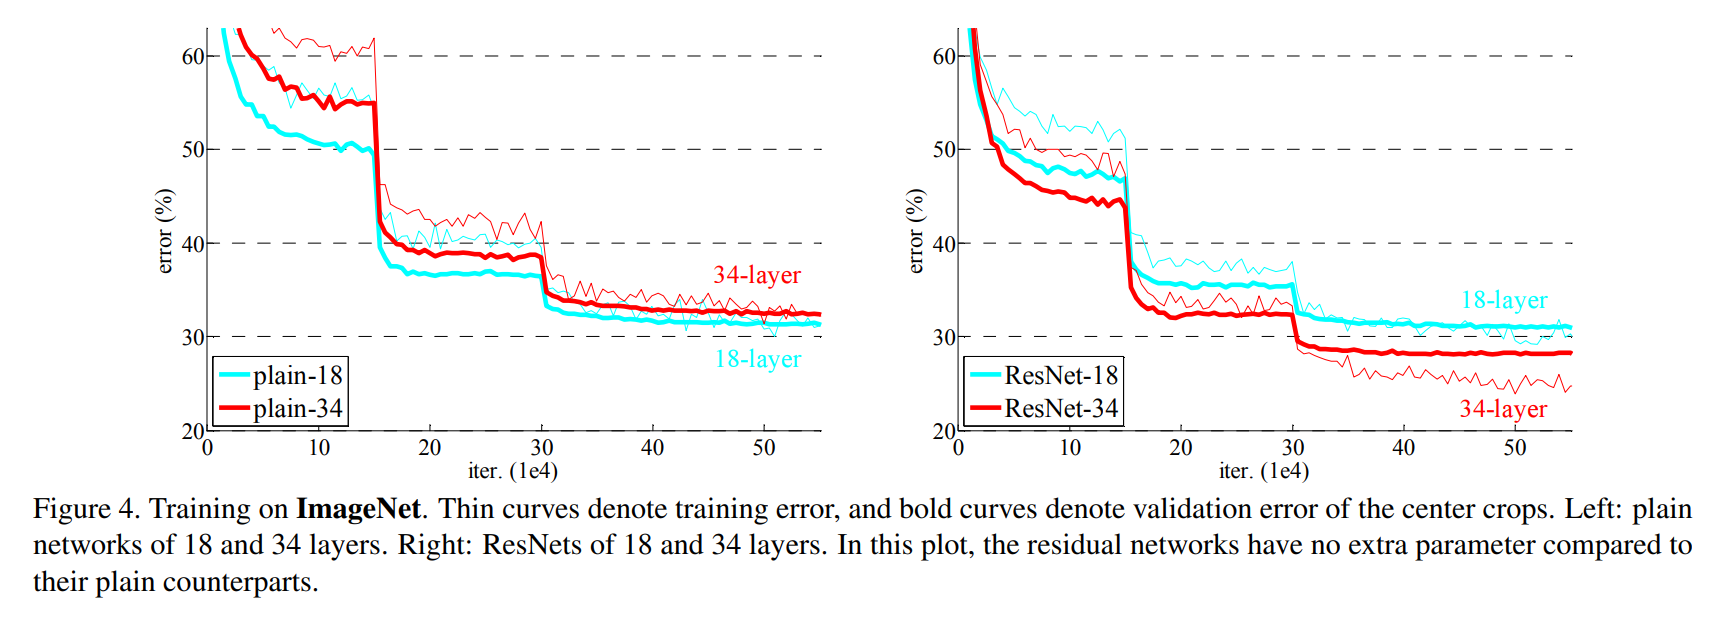 60
50
40
30
20
error (%)
0 10 20 30 40 50
iter. (1e4)
34-layer
18-layer
plain-18
plain-34
60
50
40
30
20
error (%)
0 10 20 30 40 50
iter. (1e4)
18-layer
34-layer
ResNet-18
ResNet-34
Figure 4. Training on ImageNet. Thin curves denote training error, and bold curves denote validation error of the center crops. Left: plain
networks of 18 and 34 layers. Right: ResNets of 18 and 34 layers. In this plot, the residual networks have no extra parameter compared to
their plain counterparts.